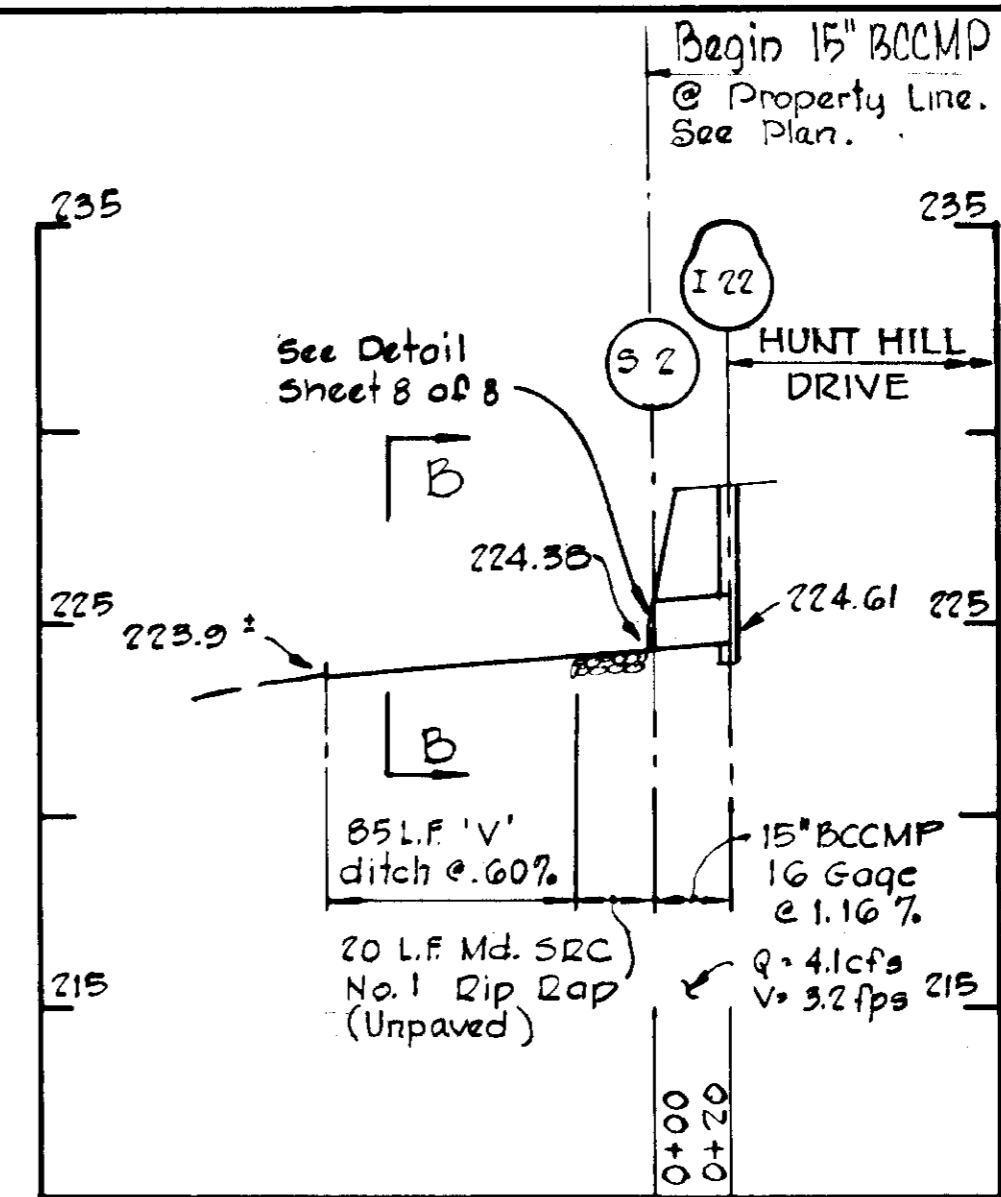 Begin 15" BCCMP
@ Property Line.
See Plan.
235
235
I 22
S 2
HUNT HILL
DRIVE
See Detail
Sheet 8 of 8
B
224.38
224.61
225
225
223.9 ±
B
85 L.F. 'V'
ditch @ .60%
15" BCCMP
16 Gage
@ 1.16 %
20 L.F. Md. SRC
No. 1 Rip Rap
(Unpaved)
Q = 4.1 cfs
V = 3.2 fps
215
215
0+00
0+20